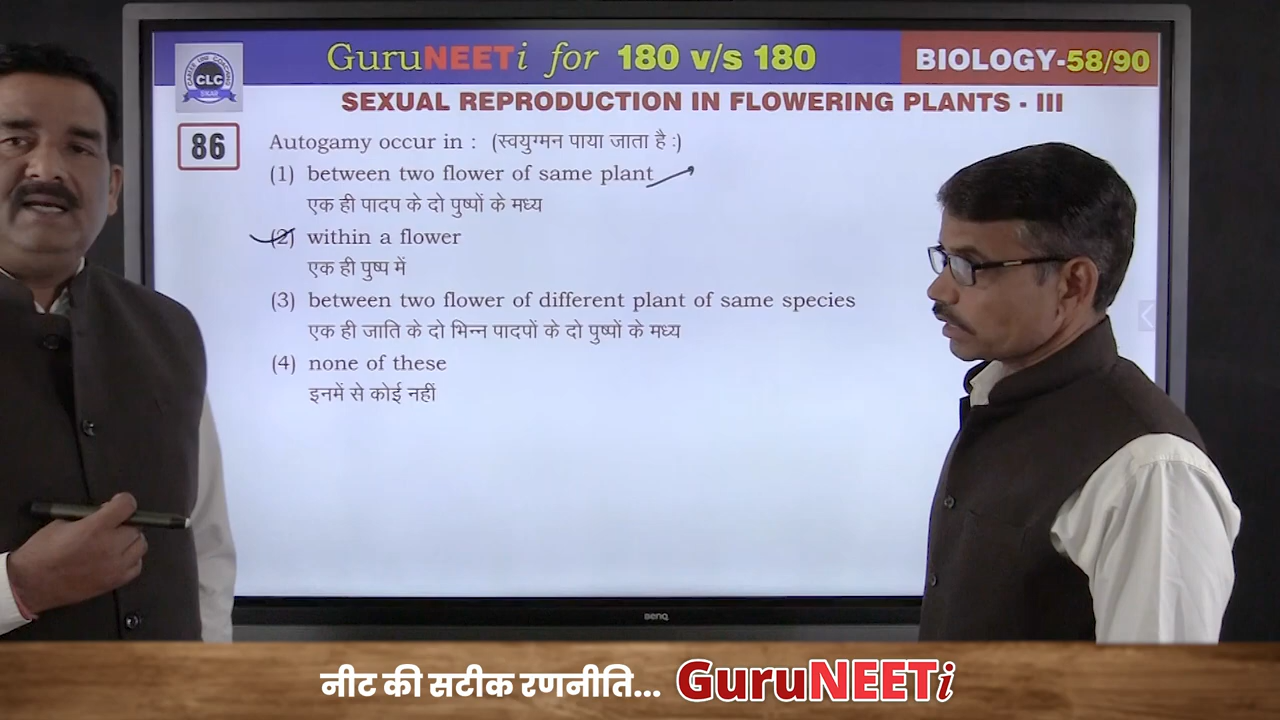 CLC
SIKAR
GuruNEETi for 180 v/s 180
BIOLOGY-58/90
SEXUAL REPRODUCTION IN FLOWERING PLANTS - III
86
Autogamy occur in : (स्वयुग्मन पाया जाता है :)
(1) between two flower of same plant
एक ही पादप के दो पुष्पों के मध्य
(2) within a flower
एक ही पुष्प में
(3) between two flower of different plant of same species
एक ही जाति के दो भिन्न पादपों के दो पुष्पों के मध्य
(4) none of these
इनमें से कोई नहीं
BenQ
नीट की सटीक रणनीति... GuruNEETi